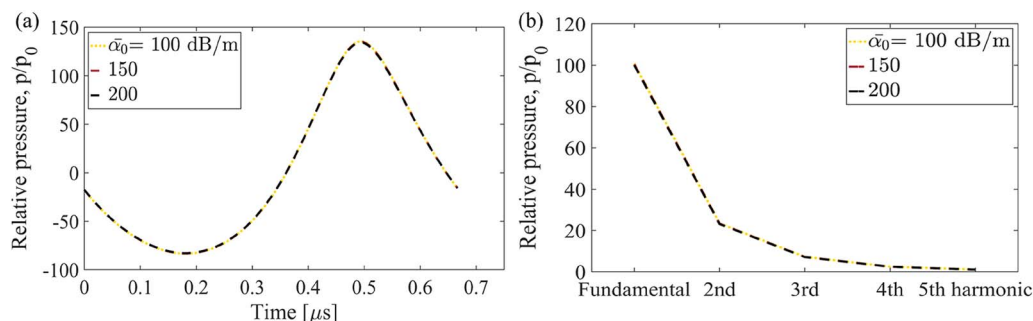 (a)
Relative pressure, p/p0
150
100
50
0
-50
-100
0 0.1 0.2 0.3 0.4 0.5 0.6 0.7
Time [μs]
ᾱ0= 100 dB/m
150
200
(b)
Relative pressure, p/p0
120
100
80
60
40
20
0
Fundamental 2nd 3rd 4th 5th harmonic
ᾱ0= 100 dB/m
150
200